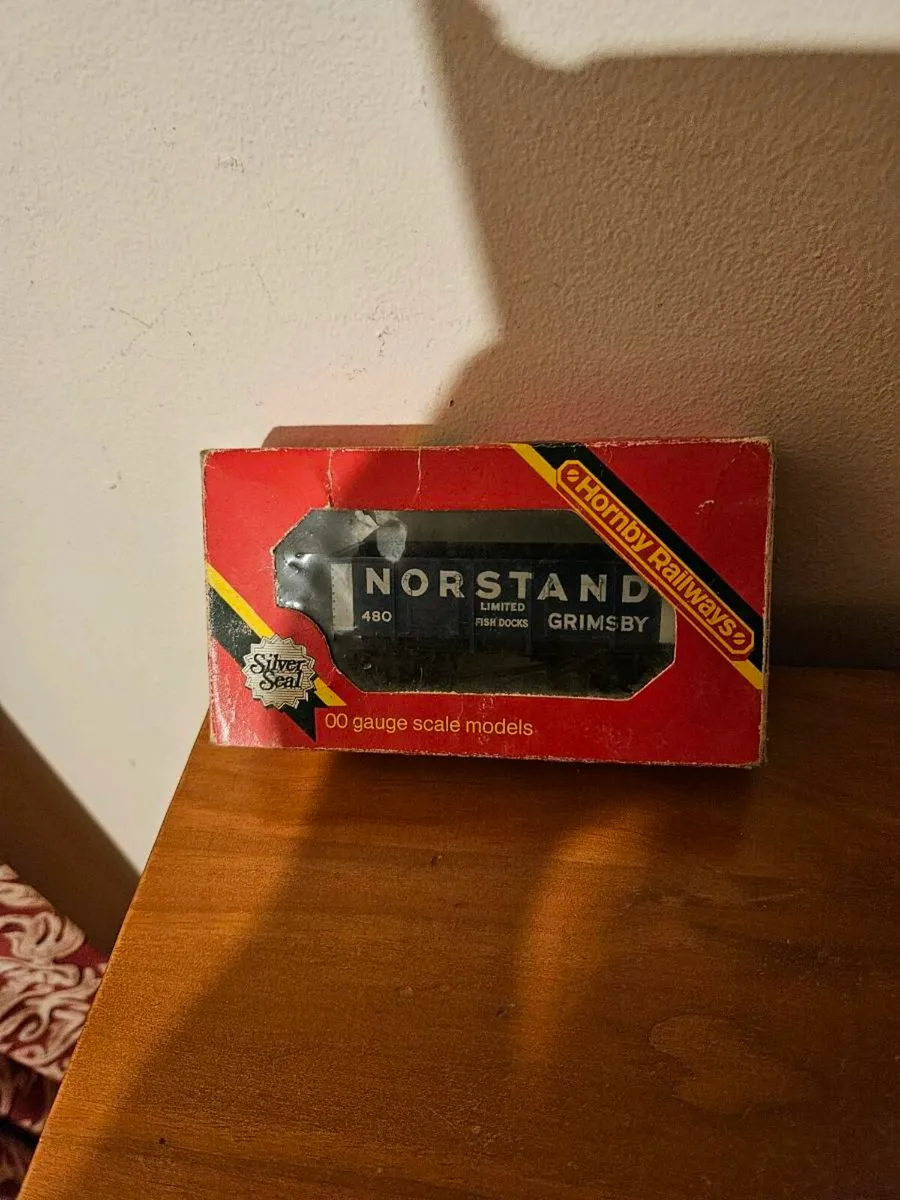 Hornby Railways
NORSTAND
LIMITED
480
FISH DOCKS
GRIMSBY
Silver
Seal
00 gauge scale models